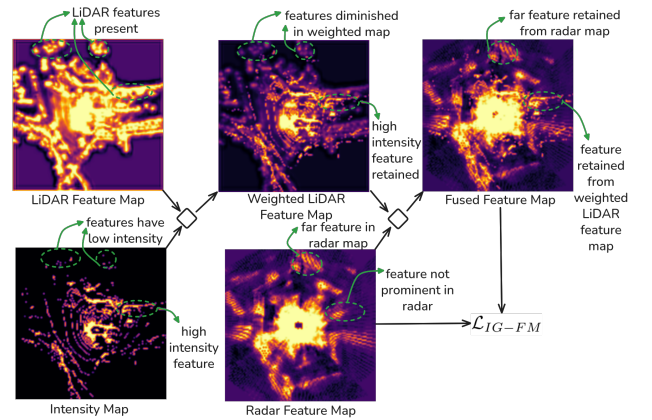 LiDAR features
present
features diminished
in weighted map
far feature retained
from radar map
high
intensity
feature
retained
feature
retained
from
weighted
LiDAR
feature
map
LiDAR Feature Map
Weighted LiDAR
Feature Map
Fused Feature Map
features have
low intensity
far feature in
radar map
feature not
prominent in
radar
high
intensity
feature
L_{IG-FM}
Intensity Map
Radar Feature Map